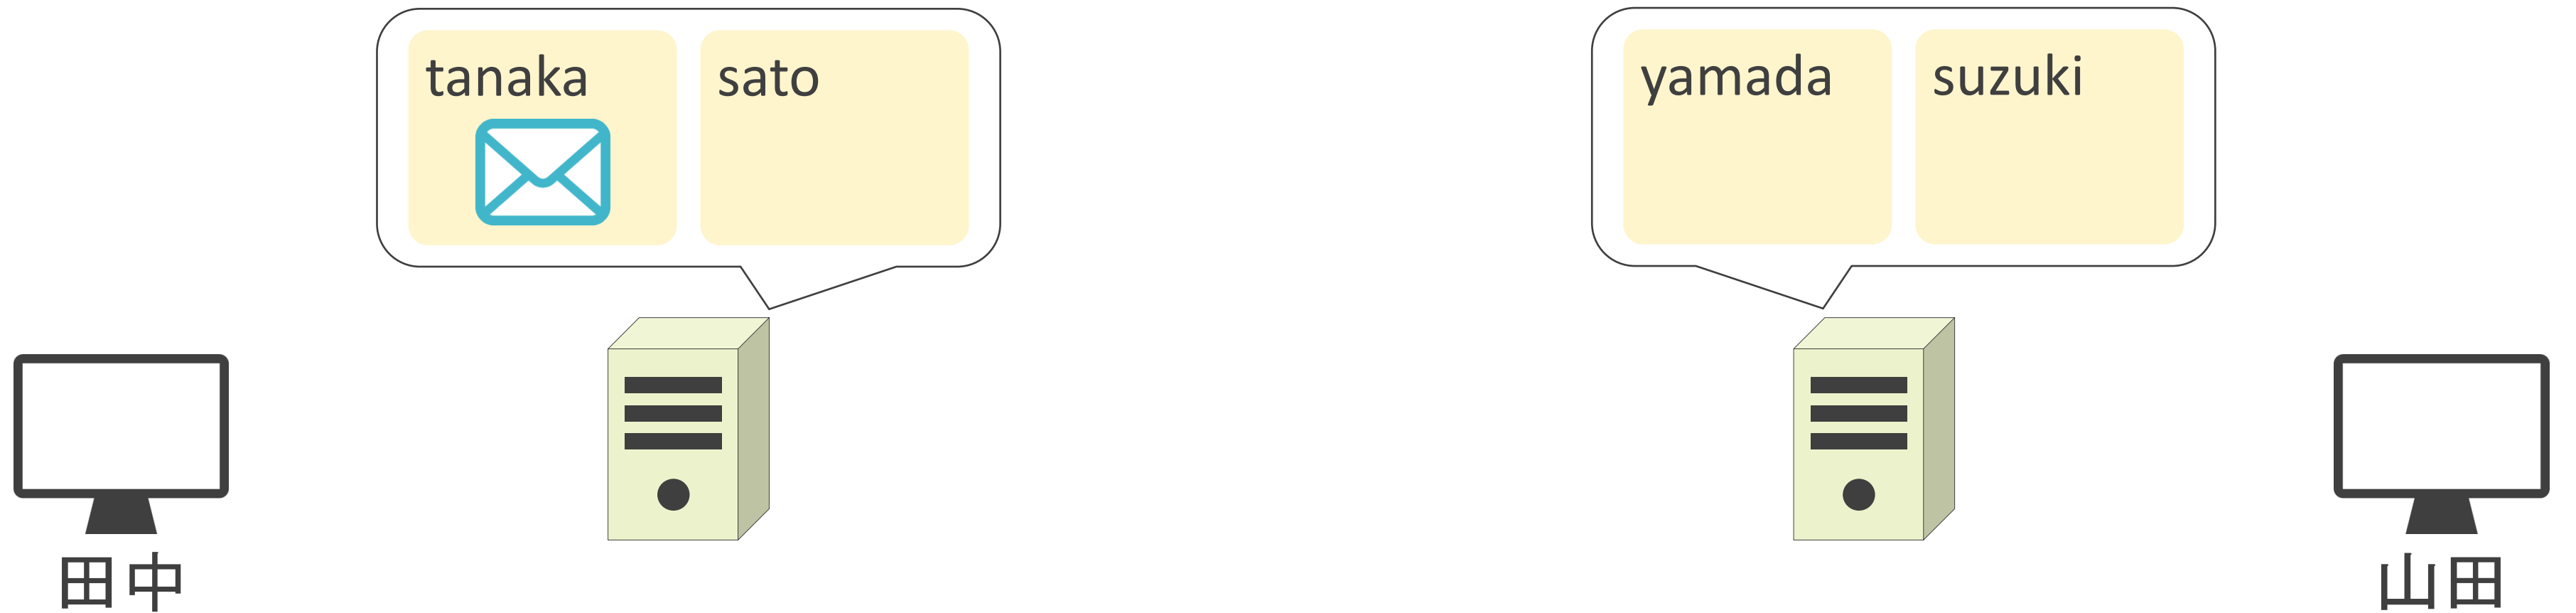 tanaka
sato
yamada
suzuki
田中
山田